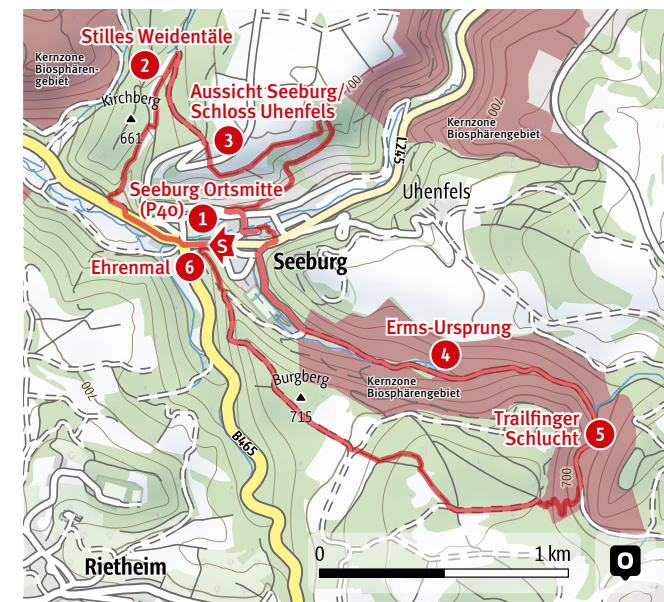 Stilles Weidentäle
2
Kernzone
Biosphären-
gebiet
Kirchberg
661
Aussicht Seeburg/
Schloss Uhenfels
3
700
700
Kernzone
Biosphärengebiet
L245
Seeburg Ortsmitte
(P40)
1
Uhenfels
S
Ehrenmal
6
Seeburg
Erms-Ursprung
4
Burgberg
715
Kernzone
Biosphärengebiet
700
Trailfinger
Schlucht
5
B465
700
Rietheim
0
1 km
O